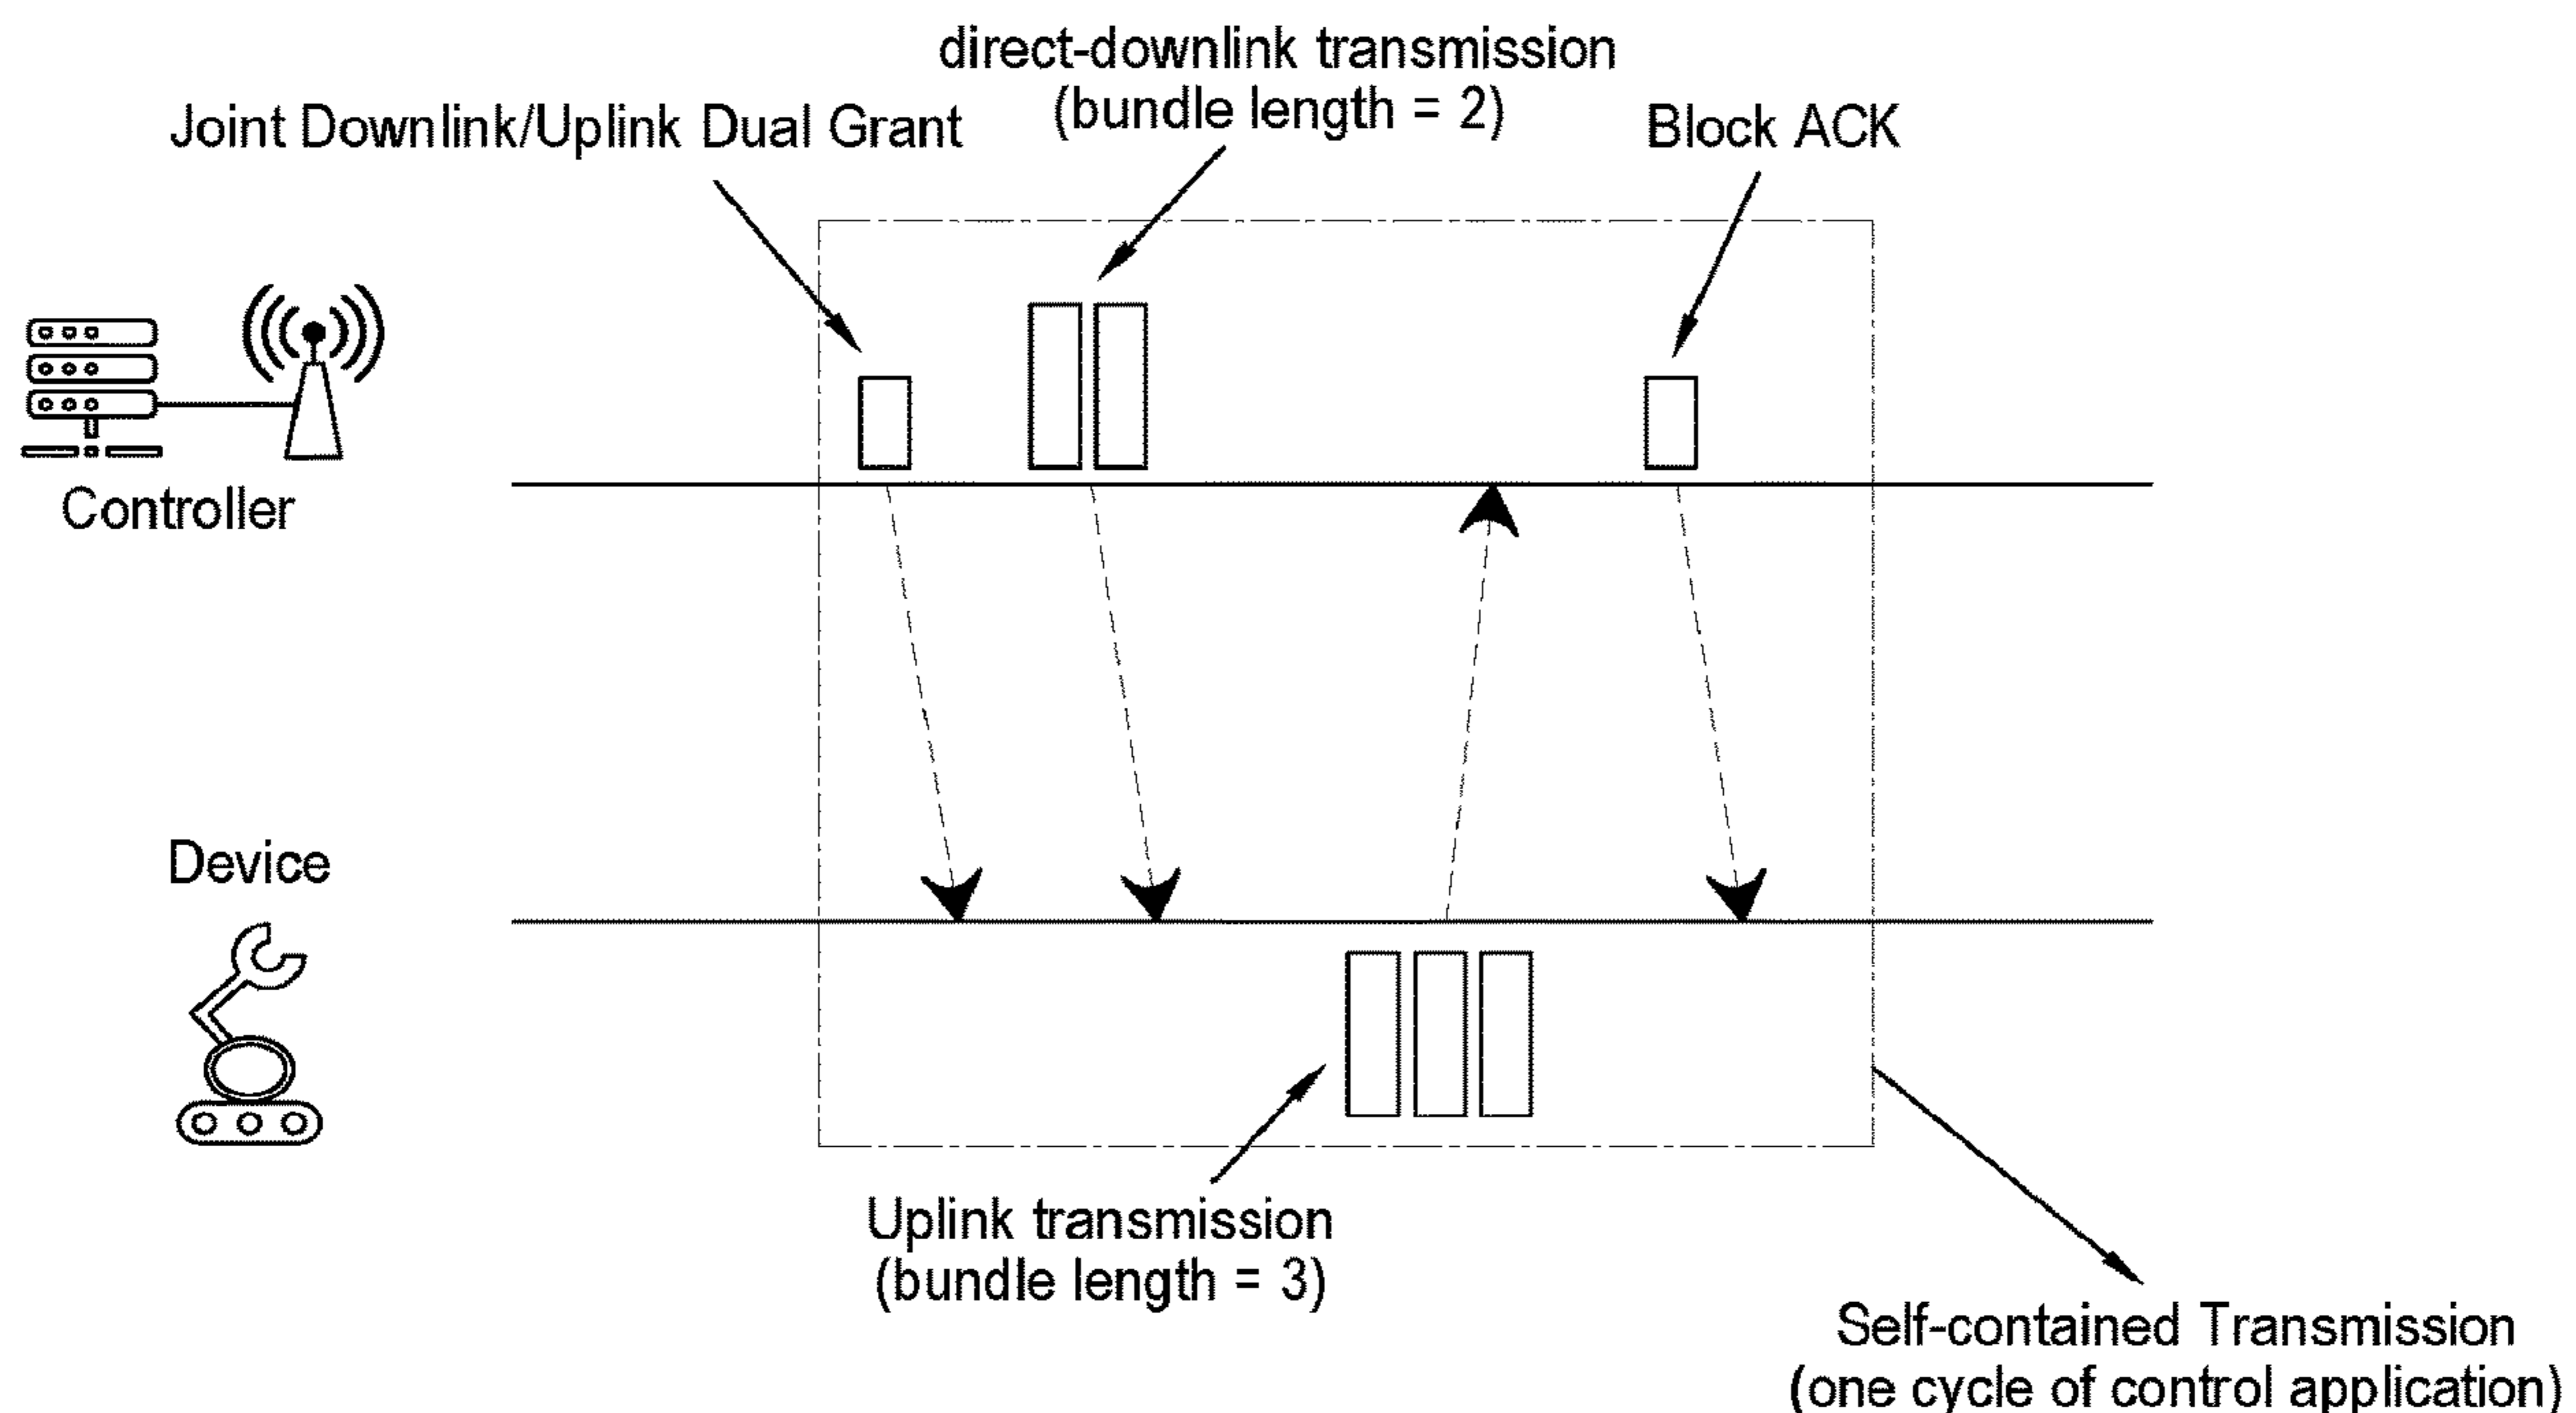 direct-downlink transmission
(bundle length = 2)
Joint Downlink/Uplink Dual Grant
Block ACK
Controller
Device
Uplink transmission
(bundle length = 3)
Self-contained Transmission
(one cycle of control application)